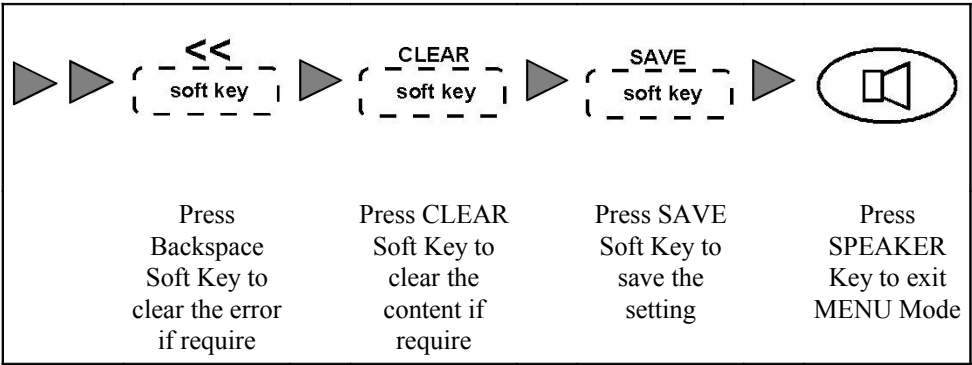 <<
soft key
CLEAR
soft key
SAVE
soft key
Press
Backspace
Soft Key to
clear the error
if require
Press CLEAR
Soft Key to
clear the
content if
require
Press SAVE
Soft Key to
save the
setting
Press
SPEAKER
Key to exit
MENU Mode